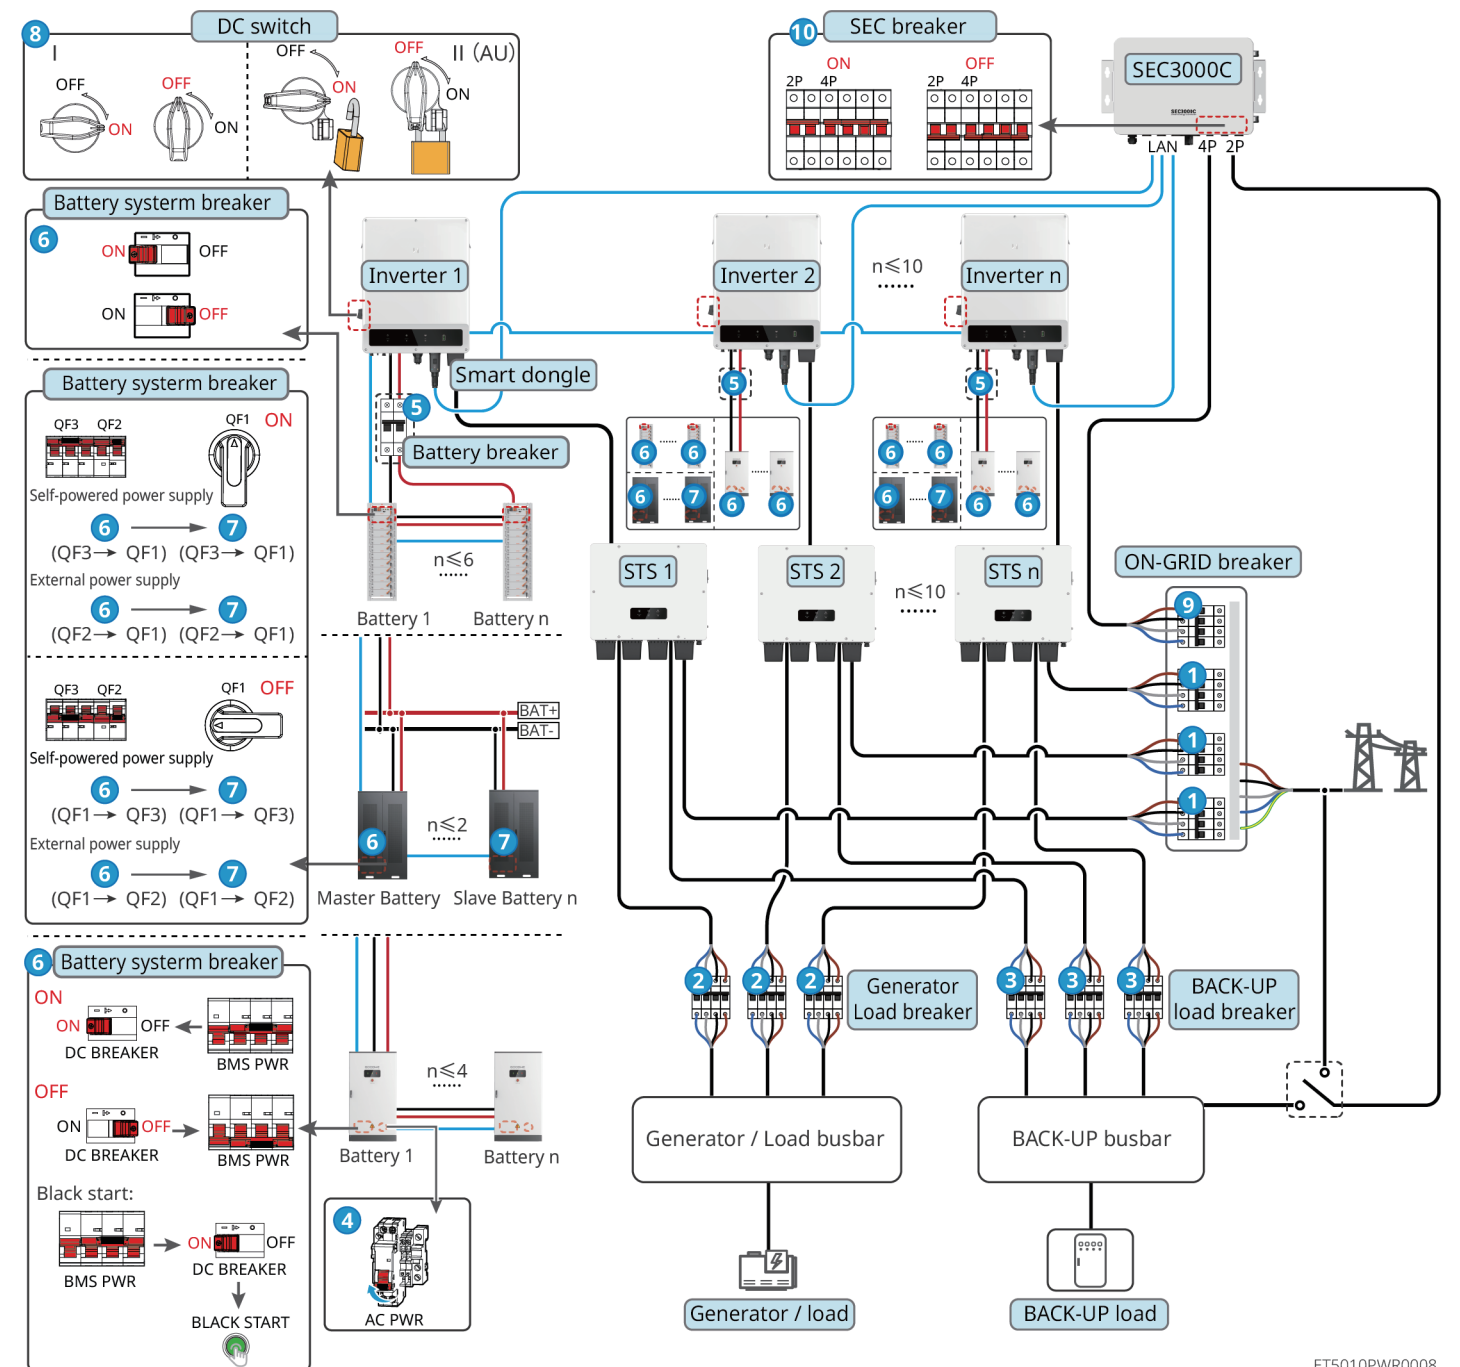 8
DC switch
I
OFF
ON
OFF
ON
II (AU)
OFF
ON
OFF
ON
10
SEC breaker
ON
2P 4P
OFF
2P 4P
SEC3000C
SEC3000C
LAN
4P 2P
Battery systerm breaker
6
ON
OFF
ON
OFF
Inverter 1
Inverter 2
n≤10
......
Inverter n
Smart dongle
5
Battery breaker
5
5
Battery systerm breaker
QF3 QF2
QF1
ON
Self-powered power supply
6 → 7
(QF3→ QF1) (QF3→ QF1)
External power supply
6 → 7
(QF2→ QF1) (QF2→ QF1)
QF3 QF2
QF1
OFF
Self-powered power supply
6 → 7
(QF1→ QF3) (QF1→ QF3)
External power supply
6 → 7
(QF1→ QF2) (QF1→ QF2)
n≤6
......
Battery 1
Battery n
6 ...... 6
6 ...... 7
6 ...... 6
6 ...... 6
6 ...... 7
6 ...... 6
STS 1
STS 2
n≤10
......
STS n
ON-GRID breaker
9
1
1
1
BAT+
BAT-
6
n≤2
......
7
Master Battery
Slave Battery n
6
Battery systerm breaker
ON
ON
OFF
DC BREAKER
BMS PWR
OFF
ON
OFF
DC BREAKER
BMS PWR
Black start:
BMS PWR
ON
OFF
DC BREAKER
BLACK START
n≤4
......
Battery 1
Battery n
4
AC PWR
2
2
2
Generator
Load breaker
3
3
3
BACK-UP
load breaker
Generator / Load busbar
BACK-UP busbar
Generator / load
BACK-UP load
ET5010PWR0008